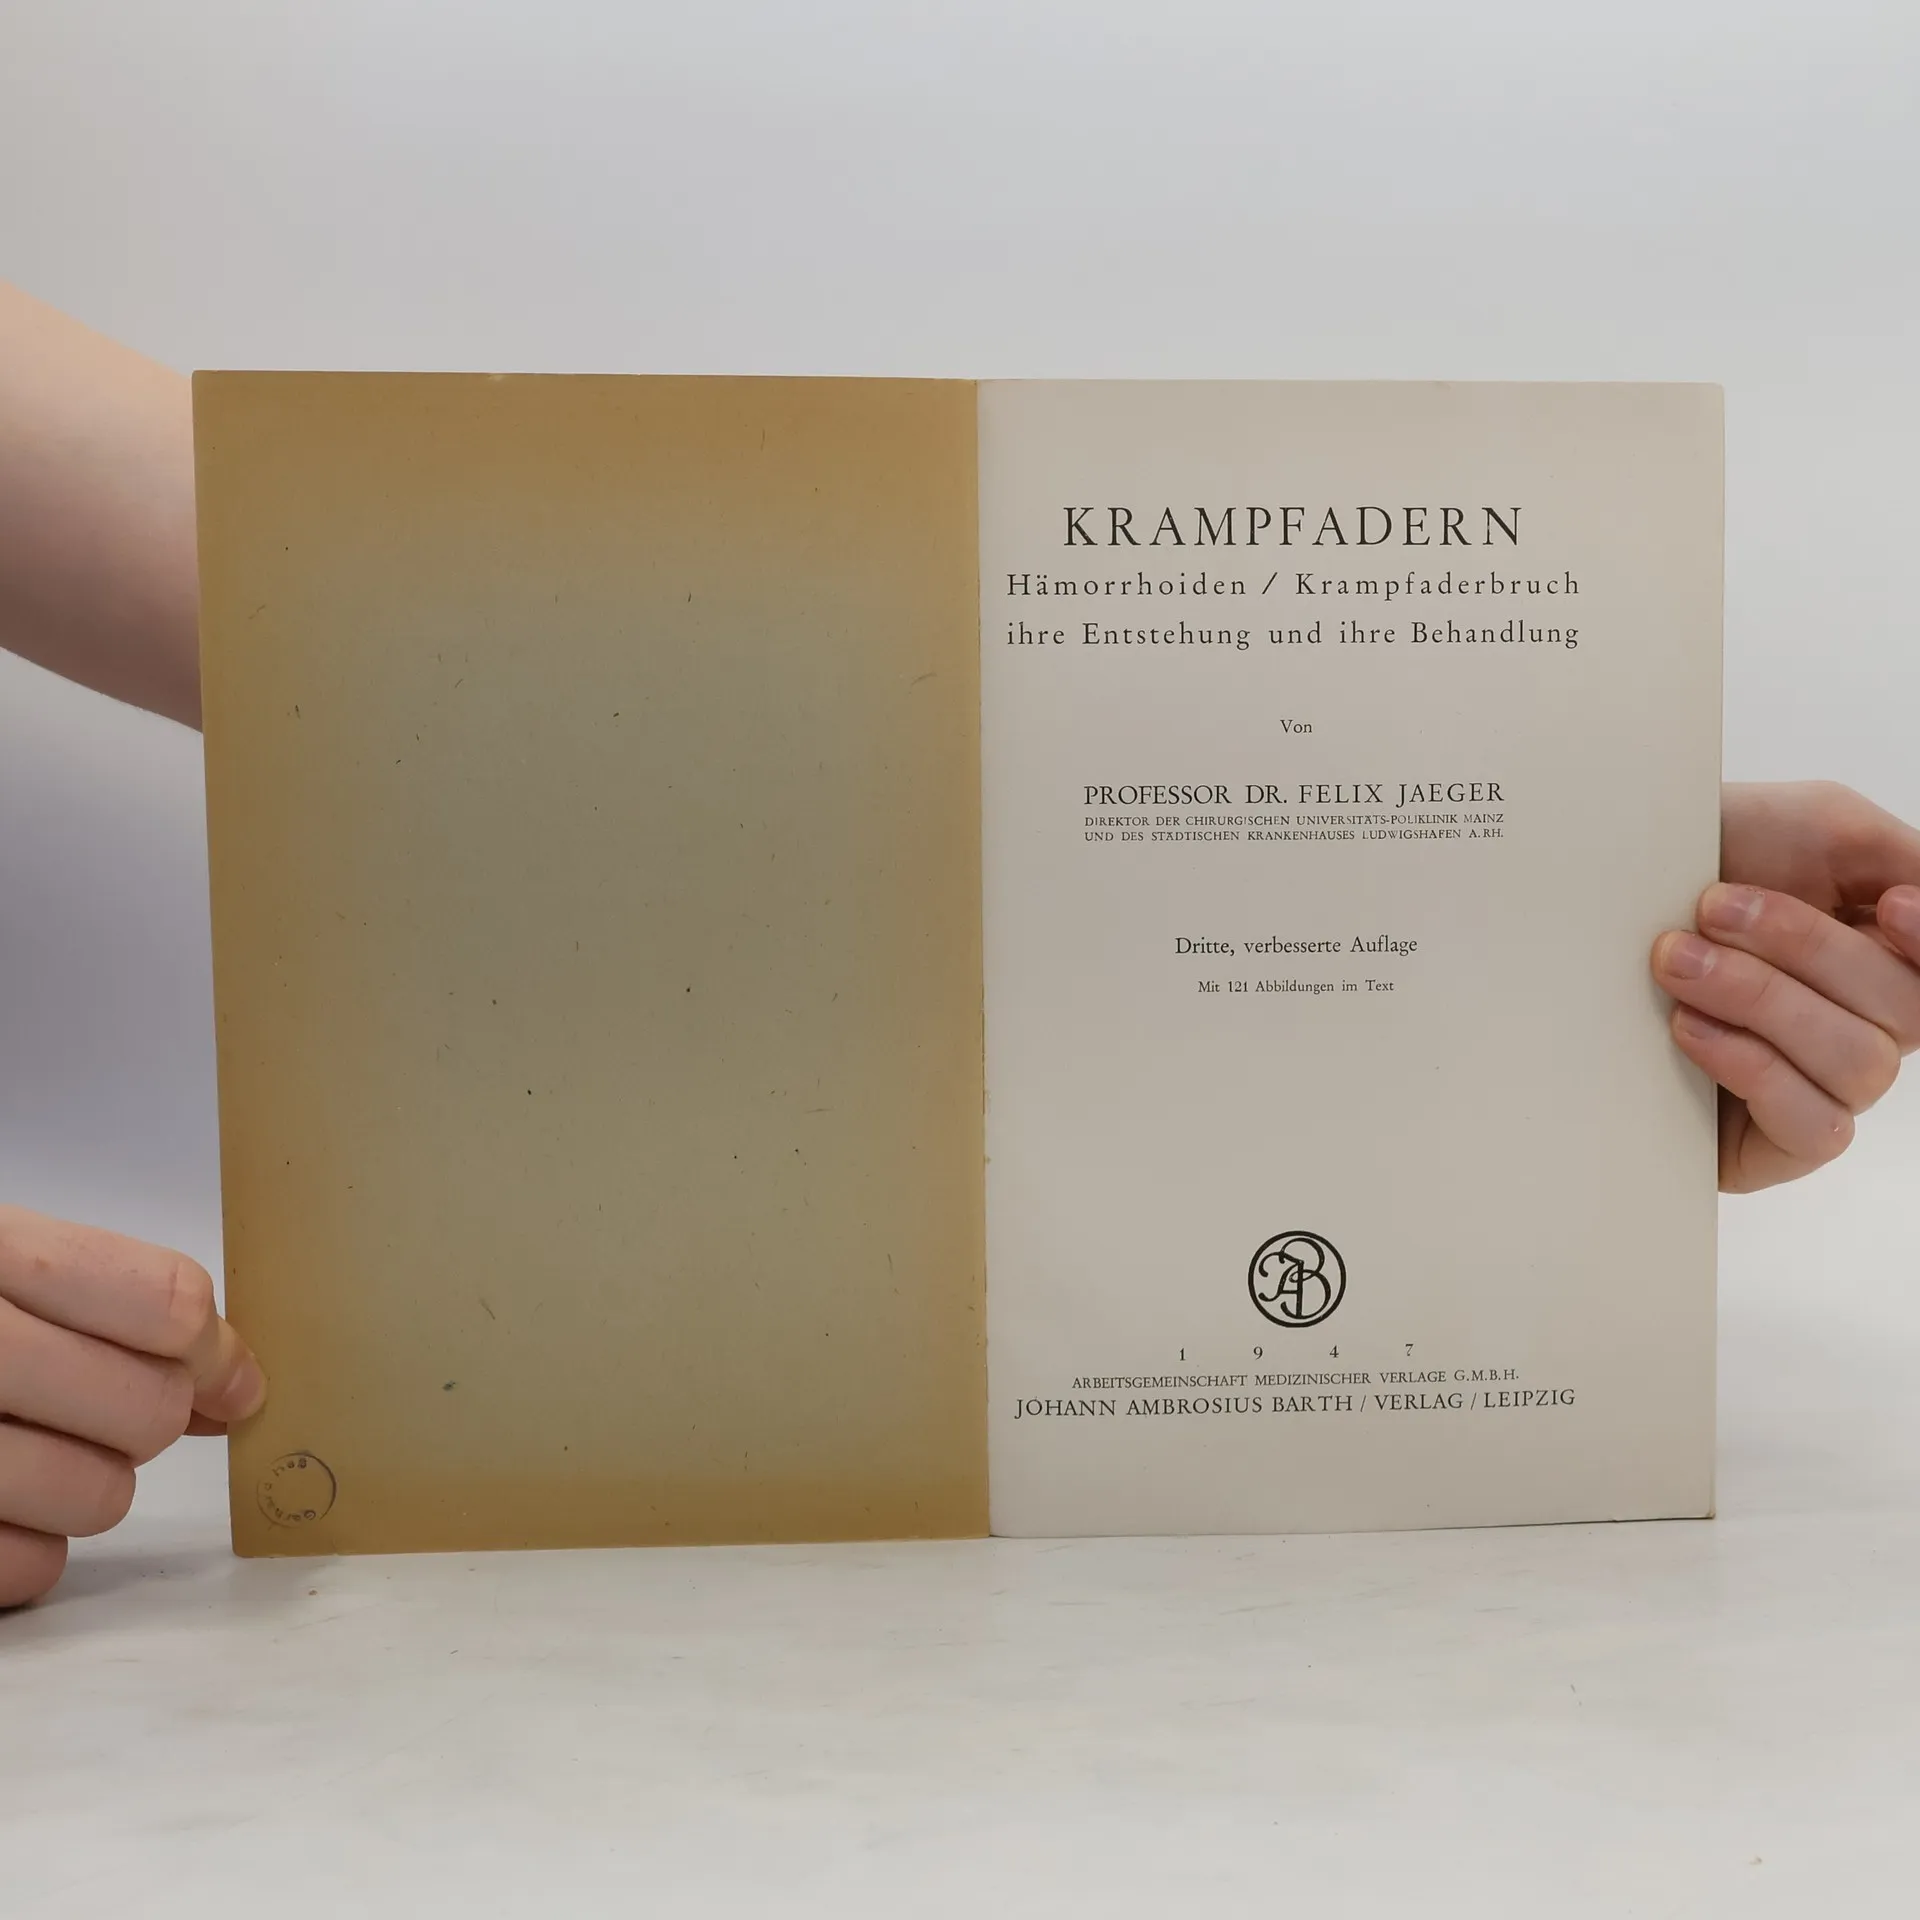 KRAMPFADERN
Hämorrhoiden / Krampfaderbruch
ihre Entstehung und ihre Behandlung
Von
PROFESSOR DR. FELIX JAEGER
DIREKTOR DER CHIRURGISCHEN UNIVERSITÄTS-POLIKLINIK MAINZ
UND DES STÄDTISCHEN KRANKENHAUSES LUDWIGSHAFEN A. RH.
Dritte, verbesserte Auflage
Mit 121 Abbildungen im Text
JAB
1 9 4 7
ARBEITSGEMEINSCHAFT MEDIZINISCHER VERLAGE G.M.B.H.
JOHANN AMBROSIUS BARTH / VERLAG / LEIPZIG